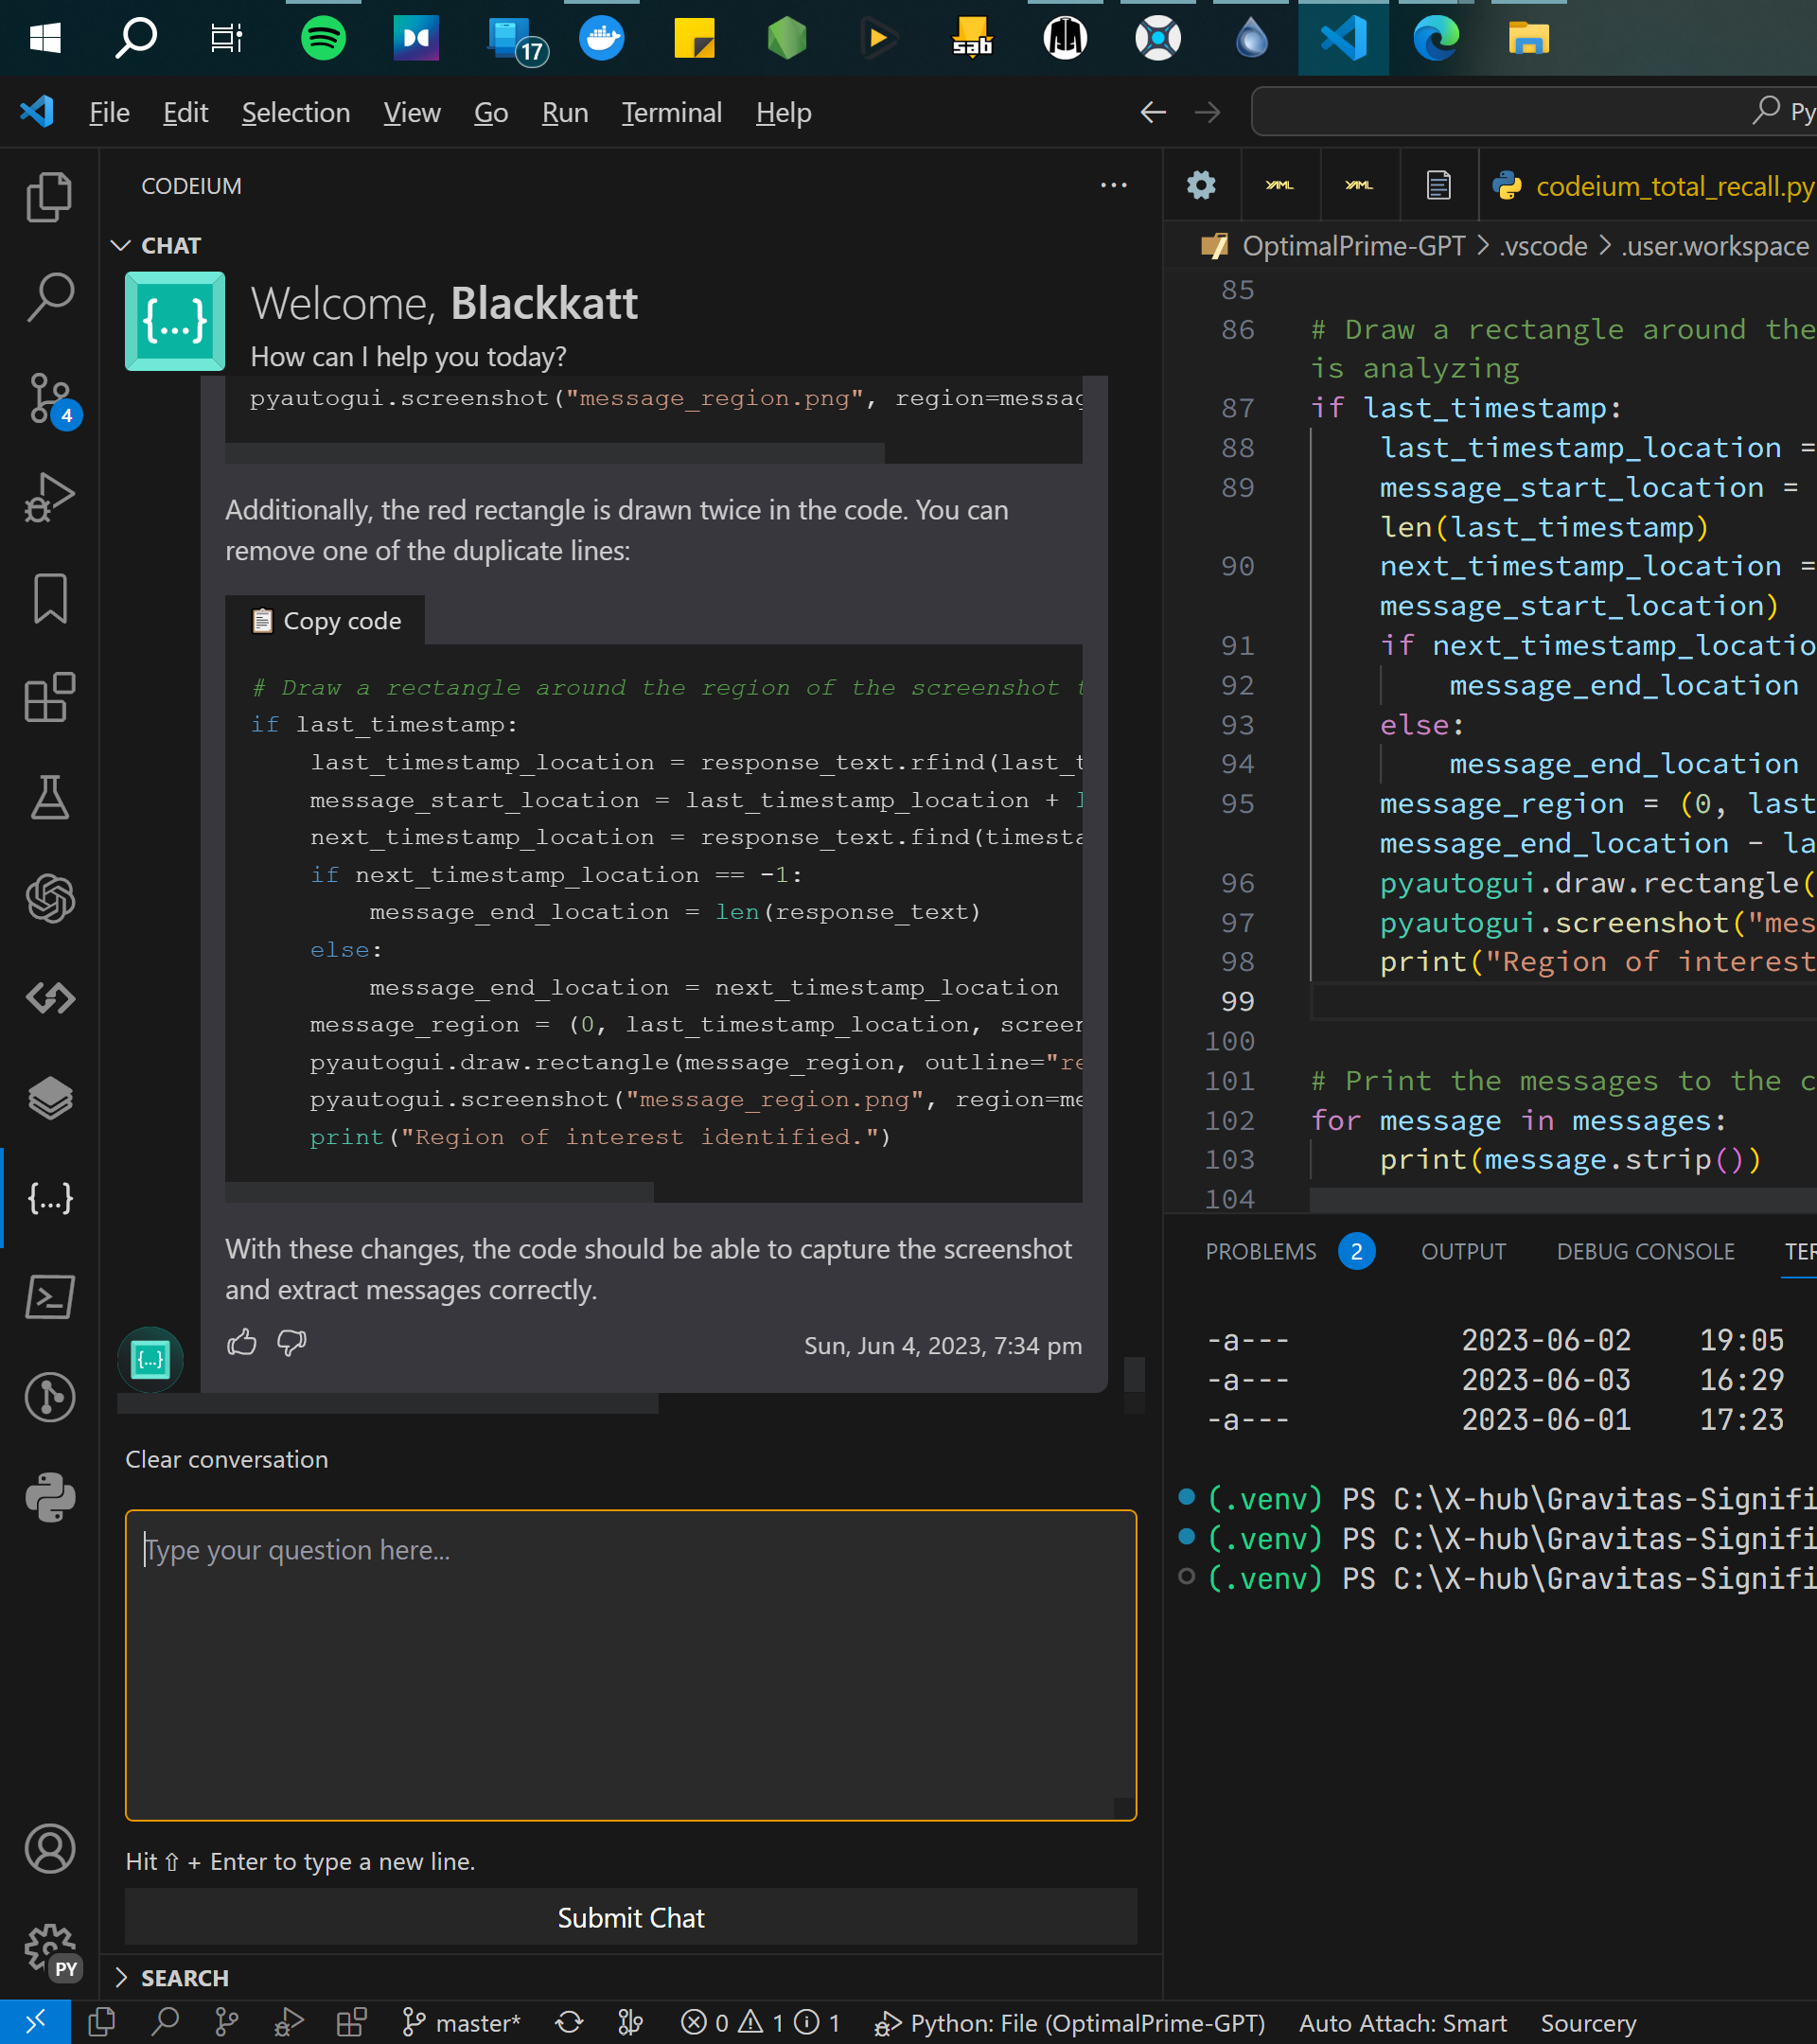 17
sab
File Edit Selection View Go Run Terminal Help
Py
CODEIUM
CHAT
{...}
Welcome, Blackkatt
How can I help you today?
pyautogui.screenshot("message_region.png", region=messag
Additionally, the red rectangle is drawn twice in the code. You can
remove one of the duplicate lines:
Copy code
# Draw a rectangle around the region of the screenshot t
if last_timestamp:
last_timestamp_location = response_text.rfind(last_t
message_start_location = last_timestamp_location + l
next_timestamp_location = response_text.find(timesta
if next_timestamp_location == -1:
message_end_location = len(response_text)
else:
message_end_location = next_timestamp_location
message_region = (0, last_timestamp_location, screen
pyautogui.draw.rectangle(message_region, outline="re
pyautogui.screenshot("message_region.png", region=me
print("Region of interest identified.")
With these changes, the code should be able to capture the screenshot
and extract messages correctly.
{...}
Sun, Jun 4, 2023, 7:34 pm
Clear conversation
Type your question here...
Hit ⇧ + Enter to type a new line.
Submit Chat
SEARCH
4
{...}
PY
YAML YAML codeium_total_recall.py
OptimalPrime-GPT > .vscode > .user.workspace
85
86 # Draw a rectangle around the
is analyzing
87 if last_timestamp:
88 last_timestamp_location =
89 message_start_location =
len(last_timestamp)
90 next_timestamp_location =
message_start_location)
91 if next_timestamp_locatio
92 message_end_location
93 else:
94 message_end_location
95 message_region = (0, last
message_end_location - la
96 pyautogui.draw.rectangle(
97 pyautogui.screenshot("mes
98 print("Region of interest
99
100
101 # Print the messages to the c
102 for message in messages:
103 print(message.strip())
104
PROBLEMS 2 OUTPUT DEBUG CONSOLE TER
-a--- 2023-06-02 19:05
-a--- 2023-06-03 16:29
-a--- 2023-06-01 17:23
(.venv) PS C:\X-hub\Gravitas-Signifi
(.venv) PS C:\X-hub\Gravitas-Signifi
(.venv) PS C:\X-hub\Gravitas-Signifi
master* 0 1 1 Python: File (OptimalPrime-GPT) Auto Attach: Smart Sourcery